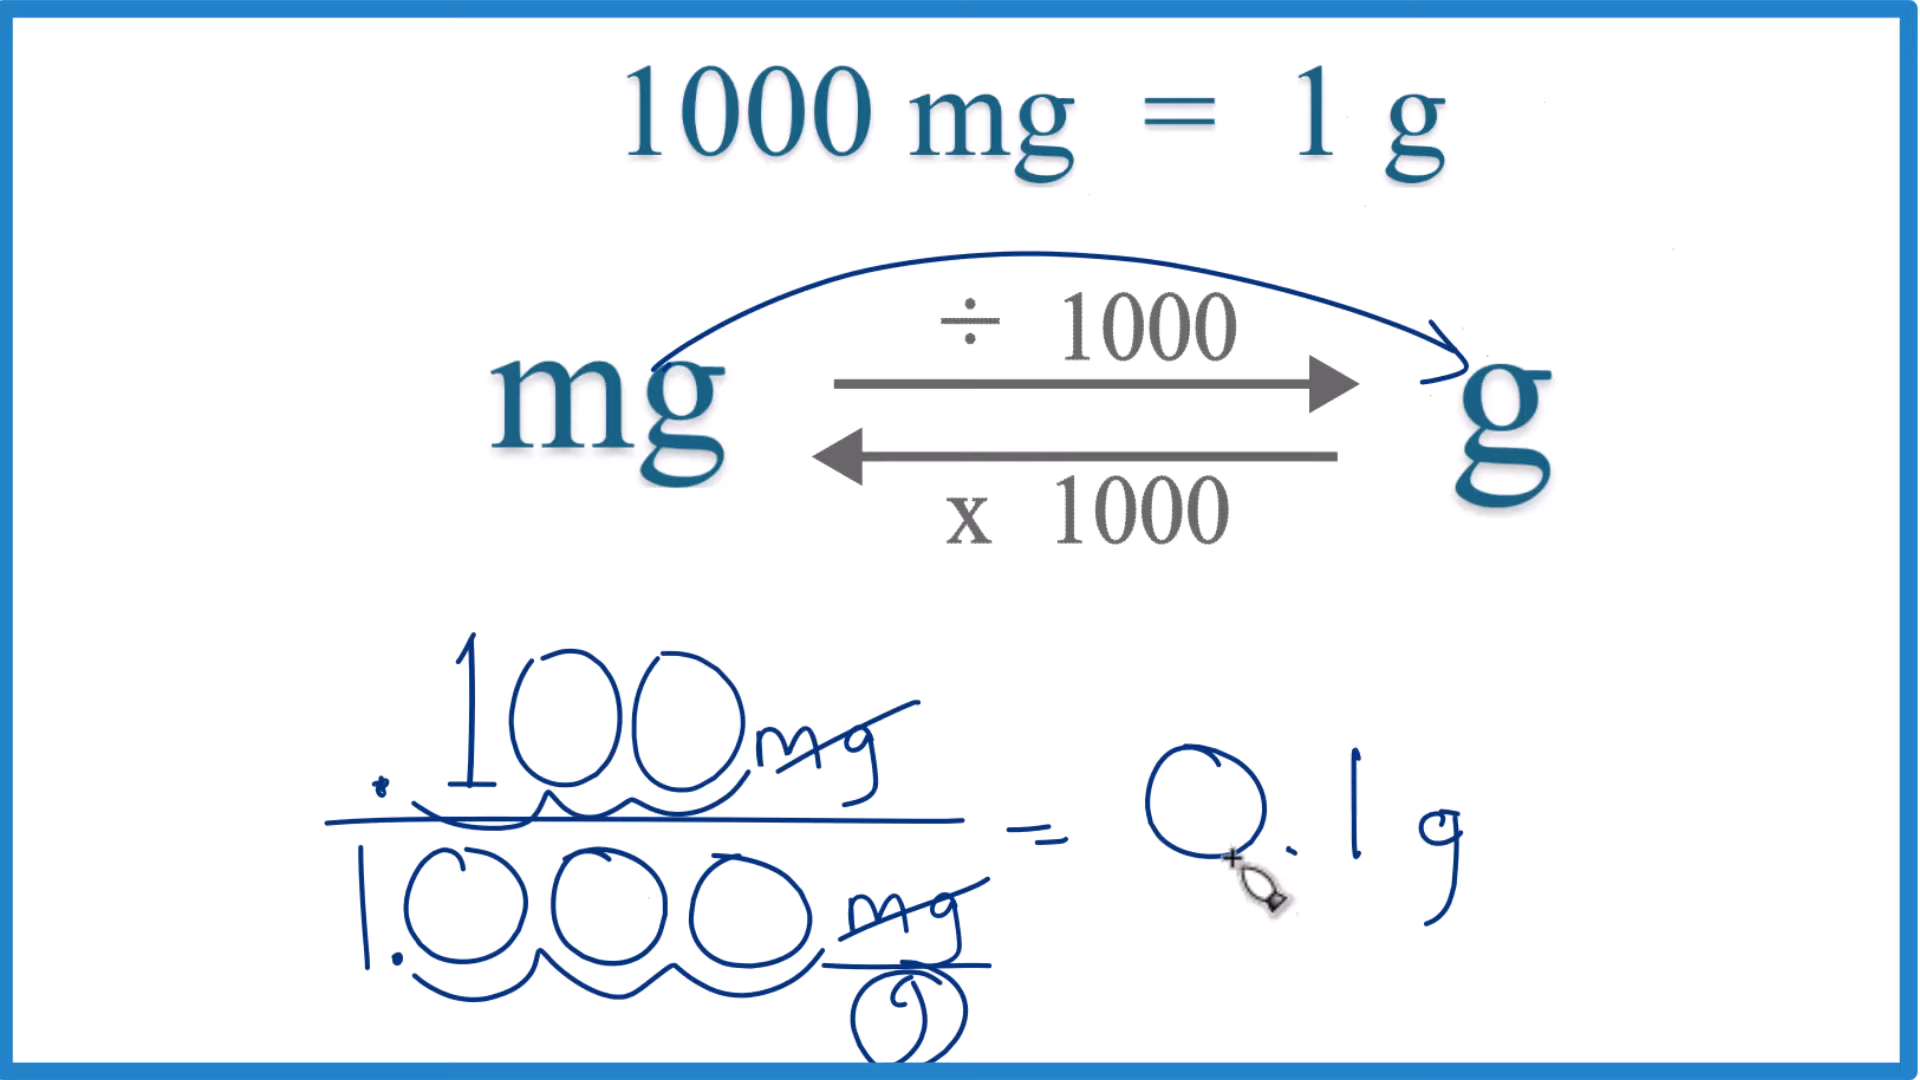 1000 mg = 1 g
÷ 1000
mg g
x 1000
.100 mg
= 0.1 g
1.000 mg
g